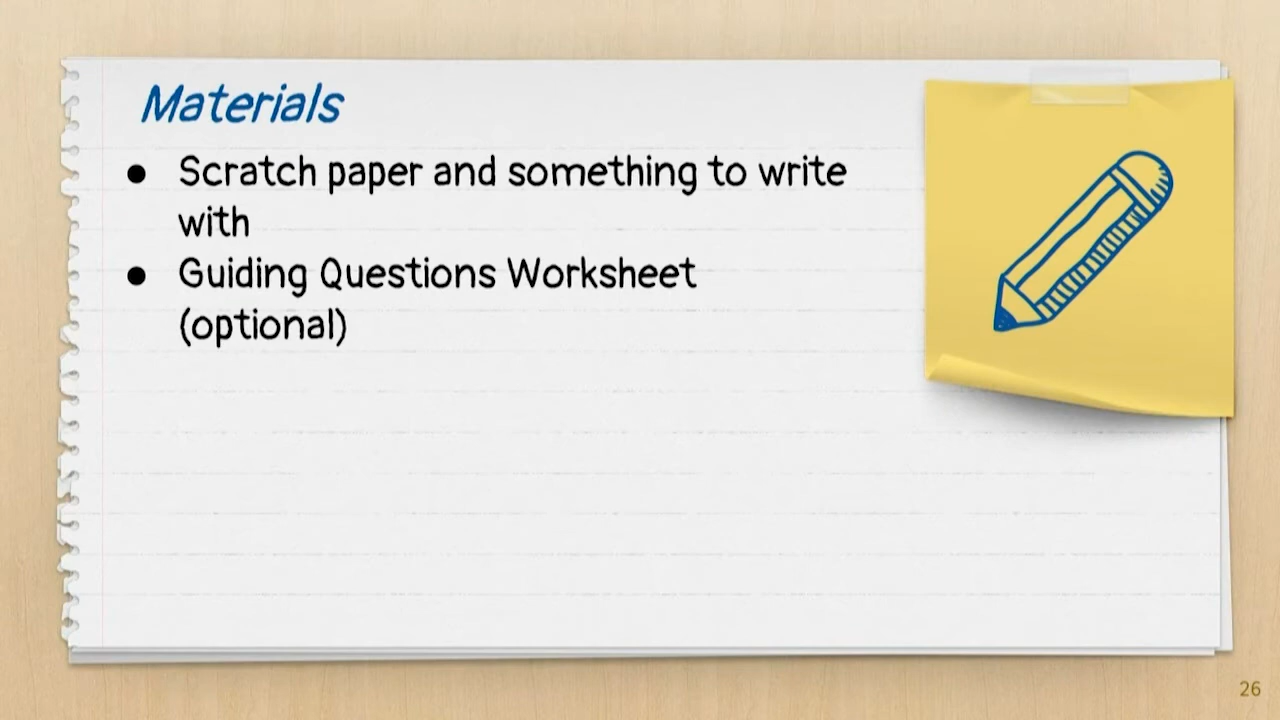 Materials
● Scratch paper and something to write
with
● Guiding Questions Worksheet
(optional)
26